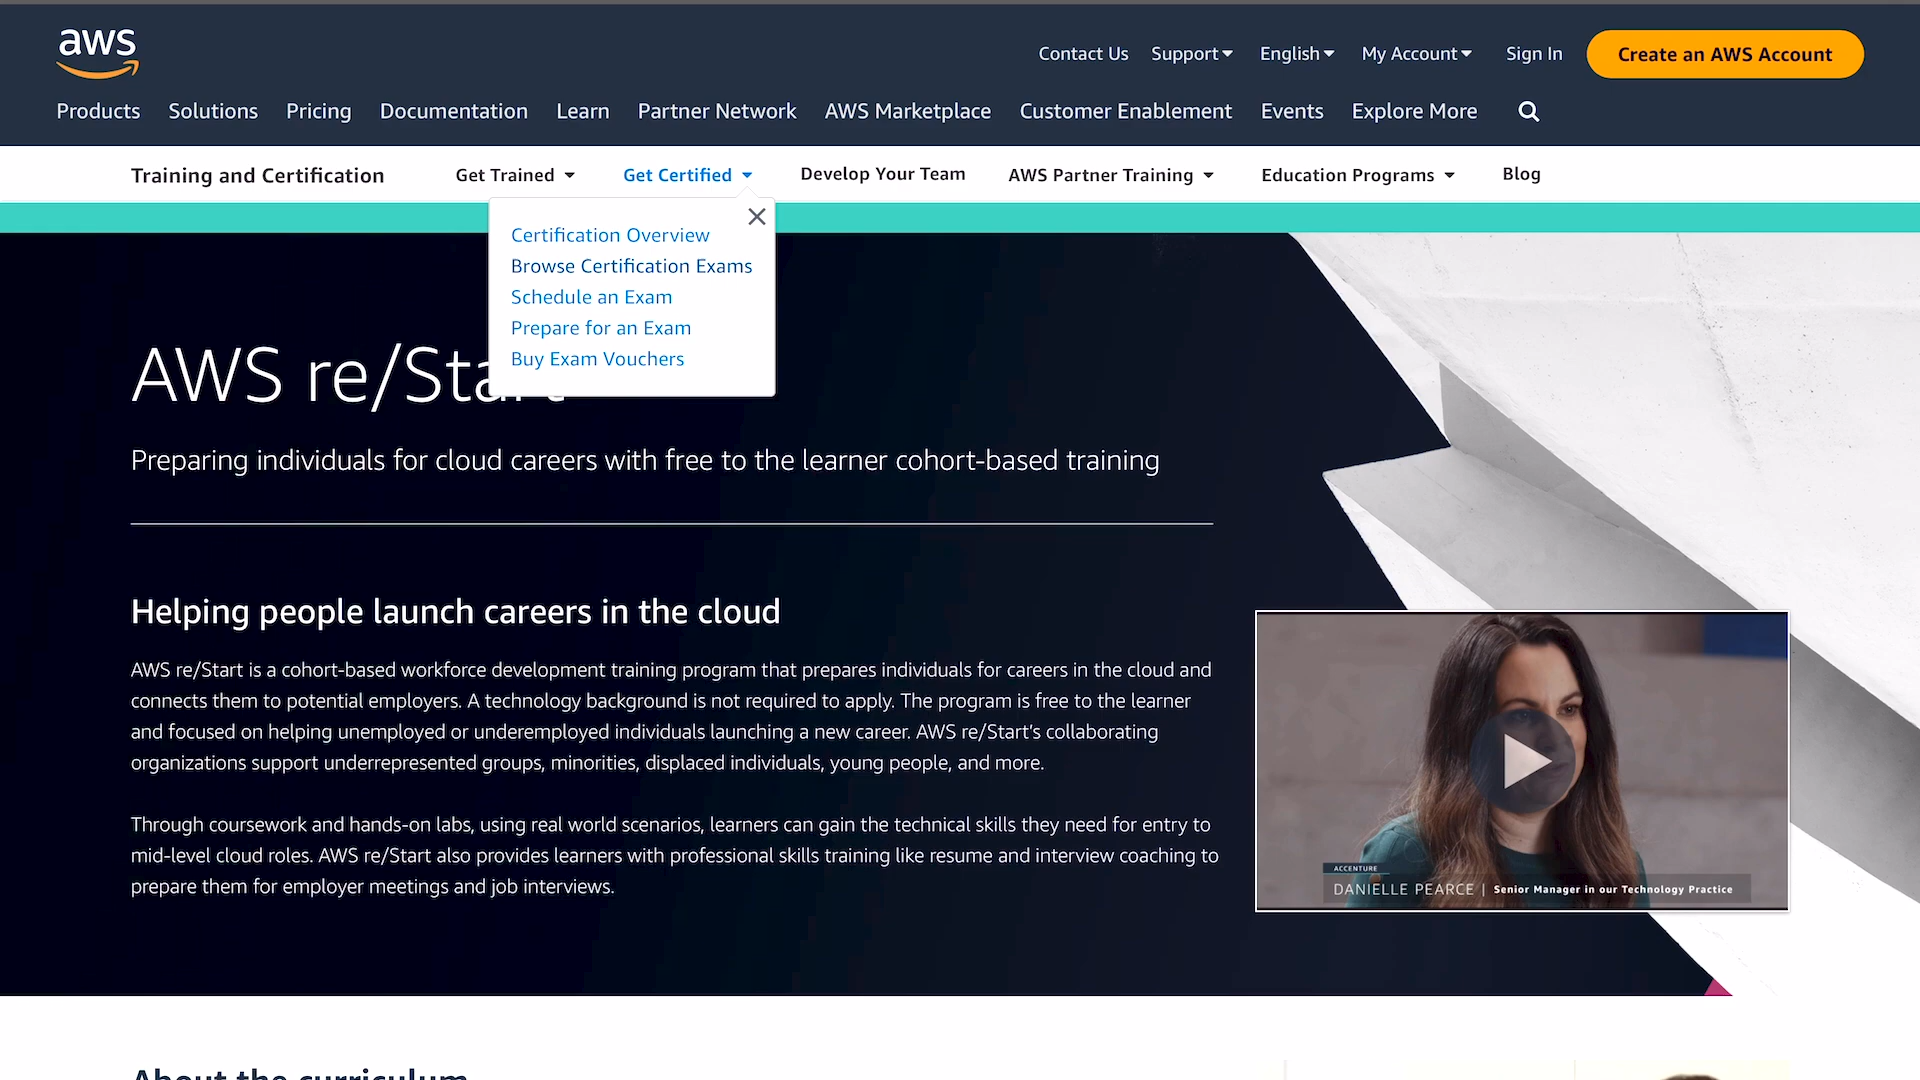 aws
Contact Us Support English My Account Sign In Create an AWS Account
Products Solutions Pricing Documentation Learn Partner Network AWS Marketplace Customer Enablement Events Explore More
Training and Certification Get Trained Get Certified Develop Your Team AWS Partner Training Education Programs Blog
Certification Overview
Browse Certification Exams
Schedule an Exam
Prepare for an Exam
Buy Exam Vouchers
AWS re/Start
Preparing individuals for cloud careers with free to the learner cohort-based training
Helping people launch careers in the cloud
AWS re/Start is a cohort-based workforce development training program that prepares individuals for careers in the cloud and
connects them to potential employers. A technology background is not required to apply. The program is free to the learner
and focused on helping unemployed or underemployed individuals launching a new career. AWS re/Start's collaborating
organizations support underrepresented groups, minorities, displaced individuals, young people, and more.
Through coursework and hands-on labs, using real world scenarios, learners can gain the technical skills they need for entry to
mid-level cloud roles. AWS re/Start also provides learners with professional skills training like resume and interview coaching to
prepare them for employer meetings and job interviews.
ACCENTURE
DANIELLE PEARCE | Senior Manager in our Technology Practice
About the curriculum